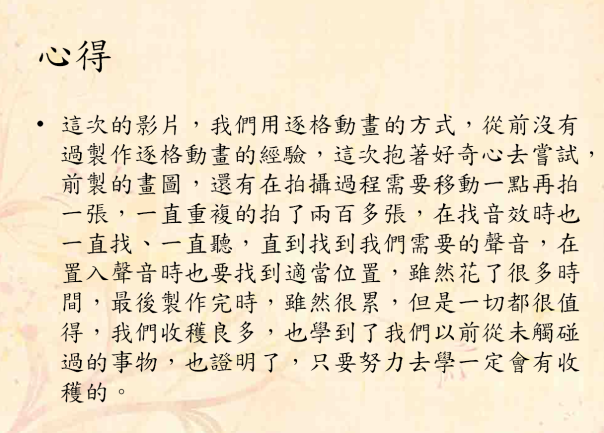 心得
• 這次的影片，我們用逐格動畫的方式，從前沒有
過製作逐格動畫的經驗，這次抱著好奇心去嘗試，
前製的畫圖，還有在拍攝過程需要移動一點再拍
一張，一直重複的拍了兩百多張，在找音效時也
一直找、一直聽，直到找到我們需要的聲音，在
置入聲音時也要找到適當位置，雖然花了很多時
間，最後製作完時，雖然很累，但是一切都很值
得，我們收穫良多，也學到了我們以前從未觸碰
過的事物，也證明了，只要努力去學一定會有收
穫的。